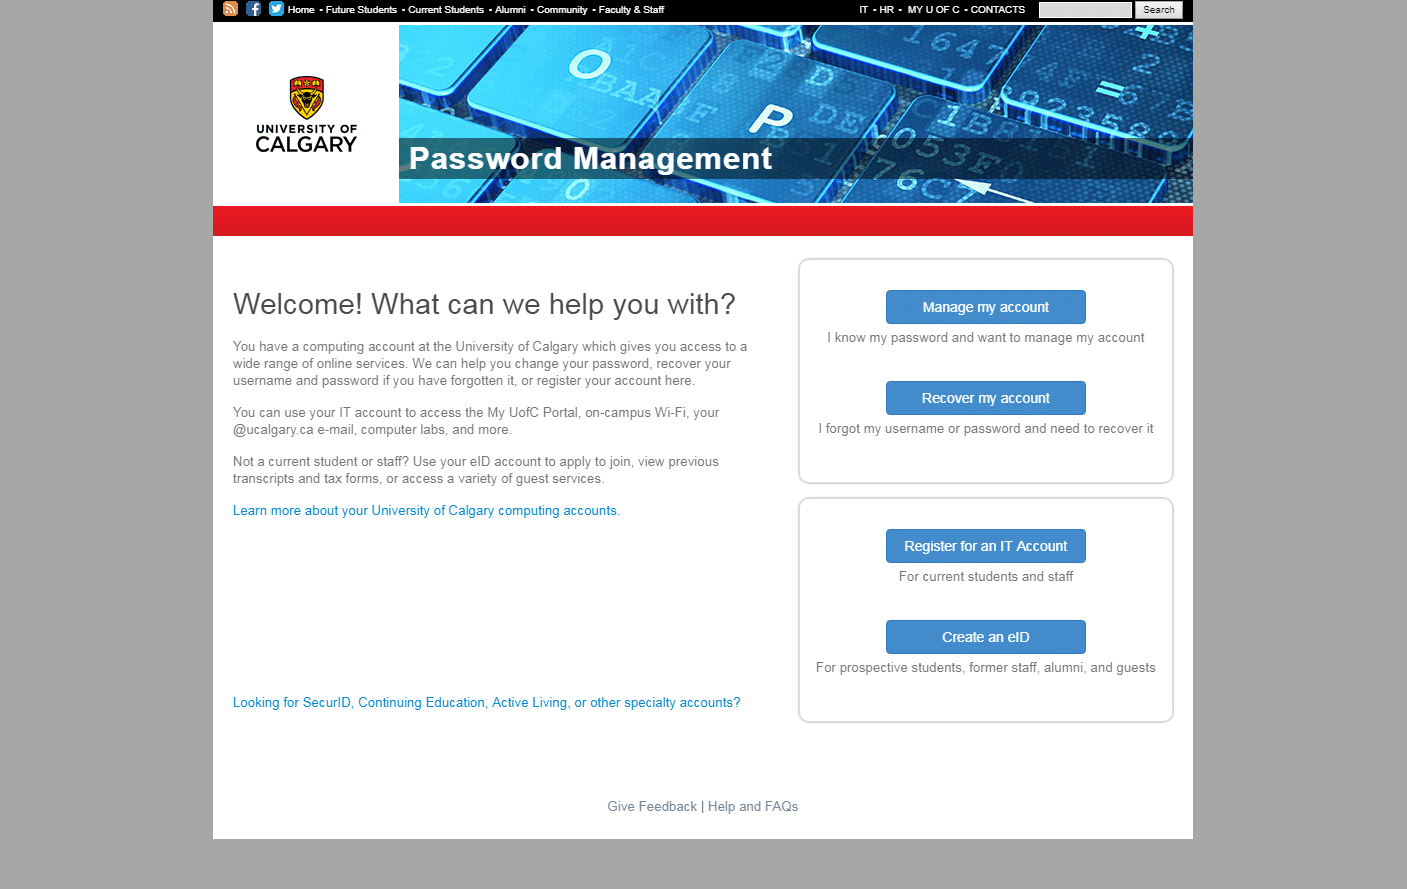 Home - Future Students - Current Students - Alumni - Community - Faculty & Staff
IT - HR - MY U OF C - CONTACTS Search
UNIVERSITY OF
CALGARY
O
P
Password Management
Welcome! What can we help you with?
You have a computing account at the University of Calgary which gives you access to a
wide range of online services. We can help you change your password, recover your
username and password if you have forgotten it, or register your account here.
You can use your IT account to access the My UofC Portal, on-campus Wi-Fi, your
@ucalgary.ca e-mail, computer labs, and more.
Not a current student or staff? Use your eID account to apply to join, view previous
transcripts and tax forms, or access a variety of guest services.
Learn more about your University of Calgary computing accounts.
Looking for SecurID, Continuing Education, Active Living, or other specialty accounts?
Manage my account
I know my password and want to manage my account
Recover my account
I forgot my username or password and need to recover it
Register for an IT Account
For current students and staff
Create an eID
For prospective students, former staff, alumni, and guests
Give Feedback | Help and FAQs